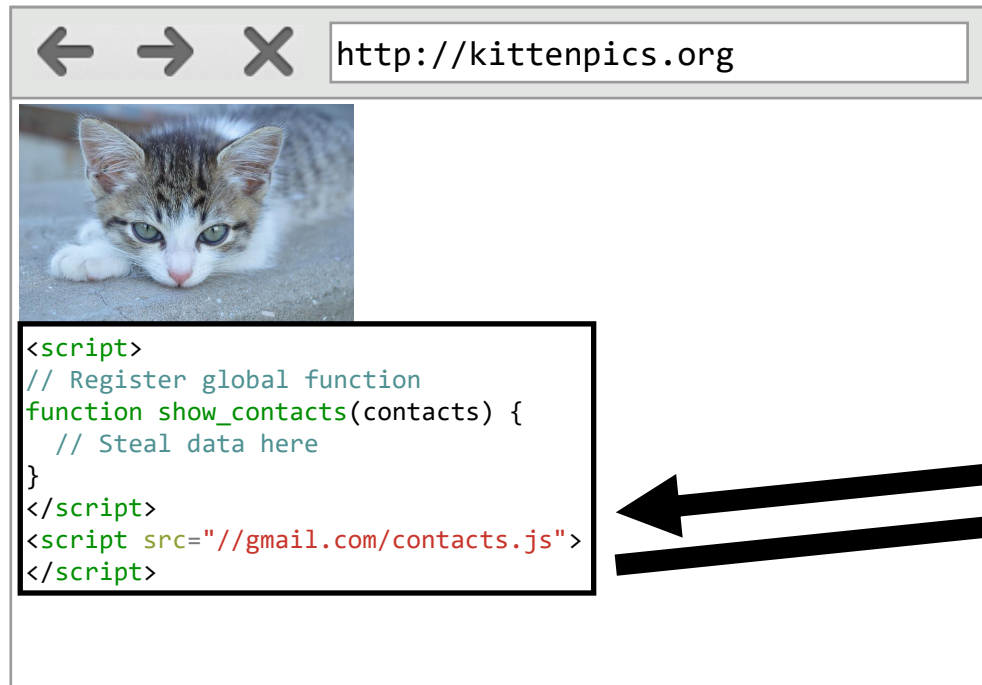 http://kittenpics.org
<script>
// Register global function
function show_contacts(contacts) {
  // Steal data here
}
</script>
<script src="//gmail.com/contacts.js">
</script>